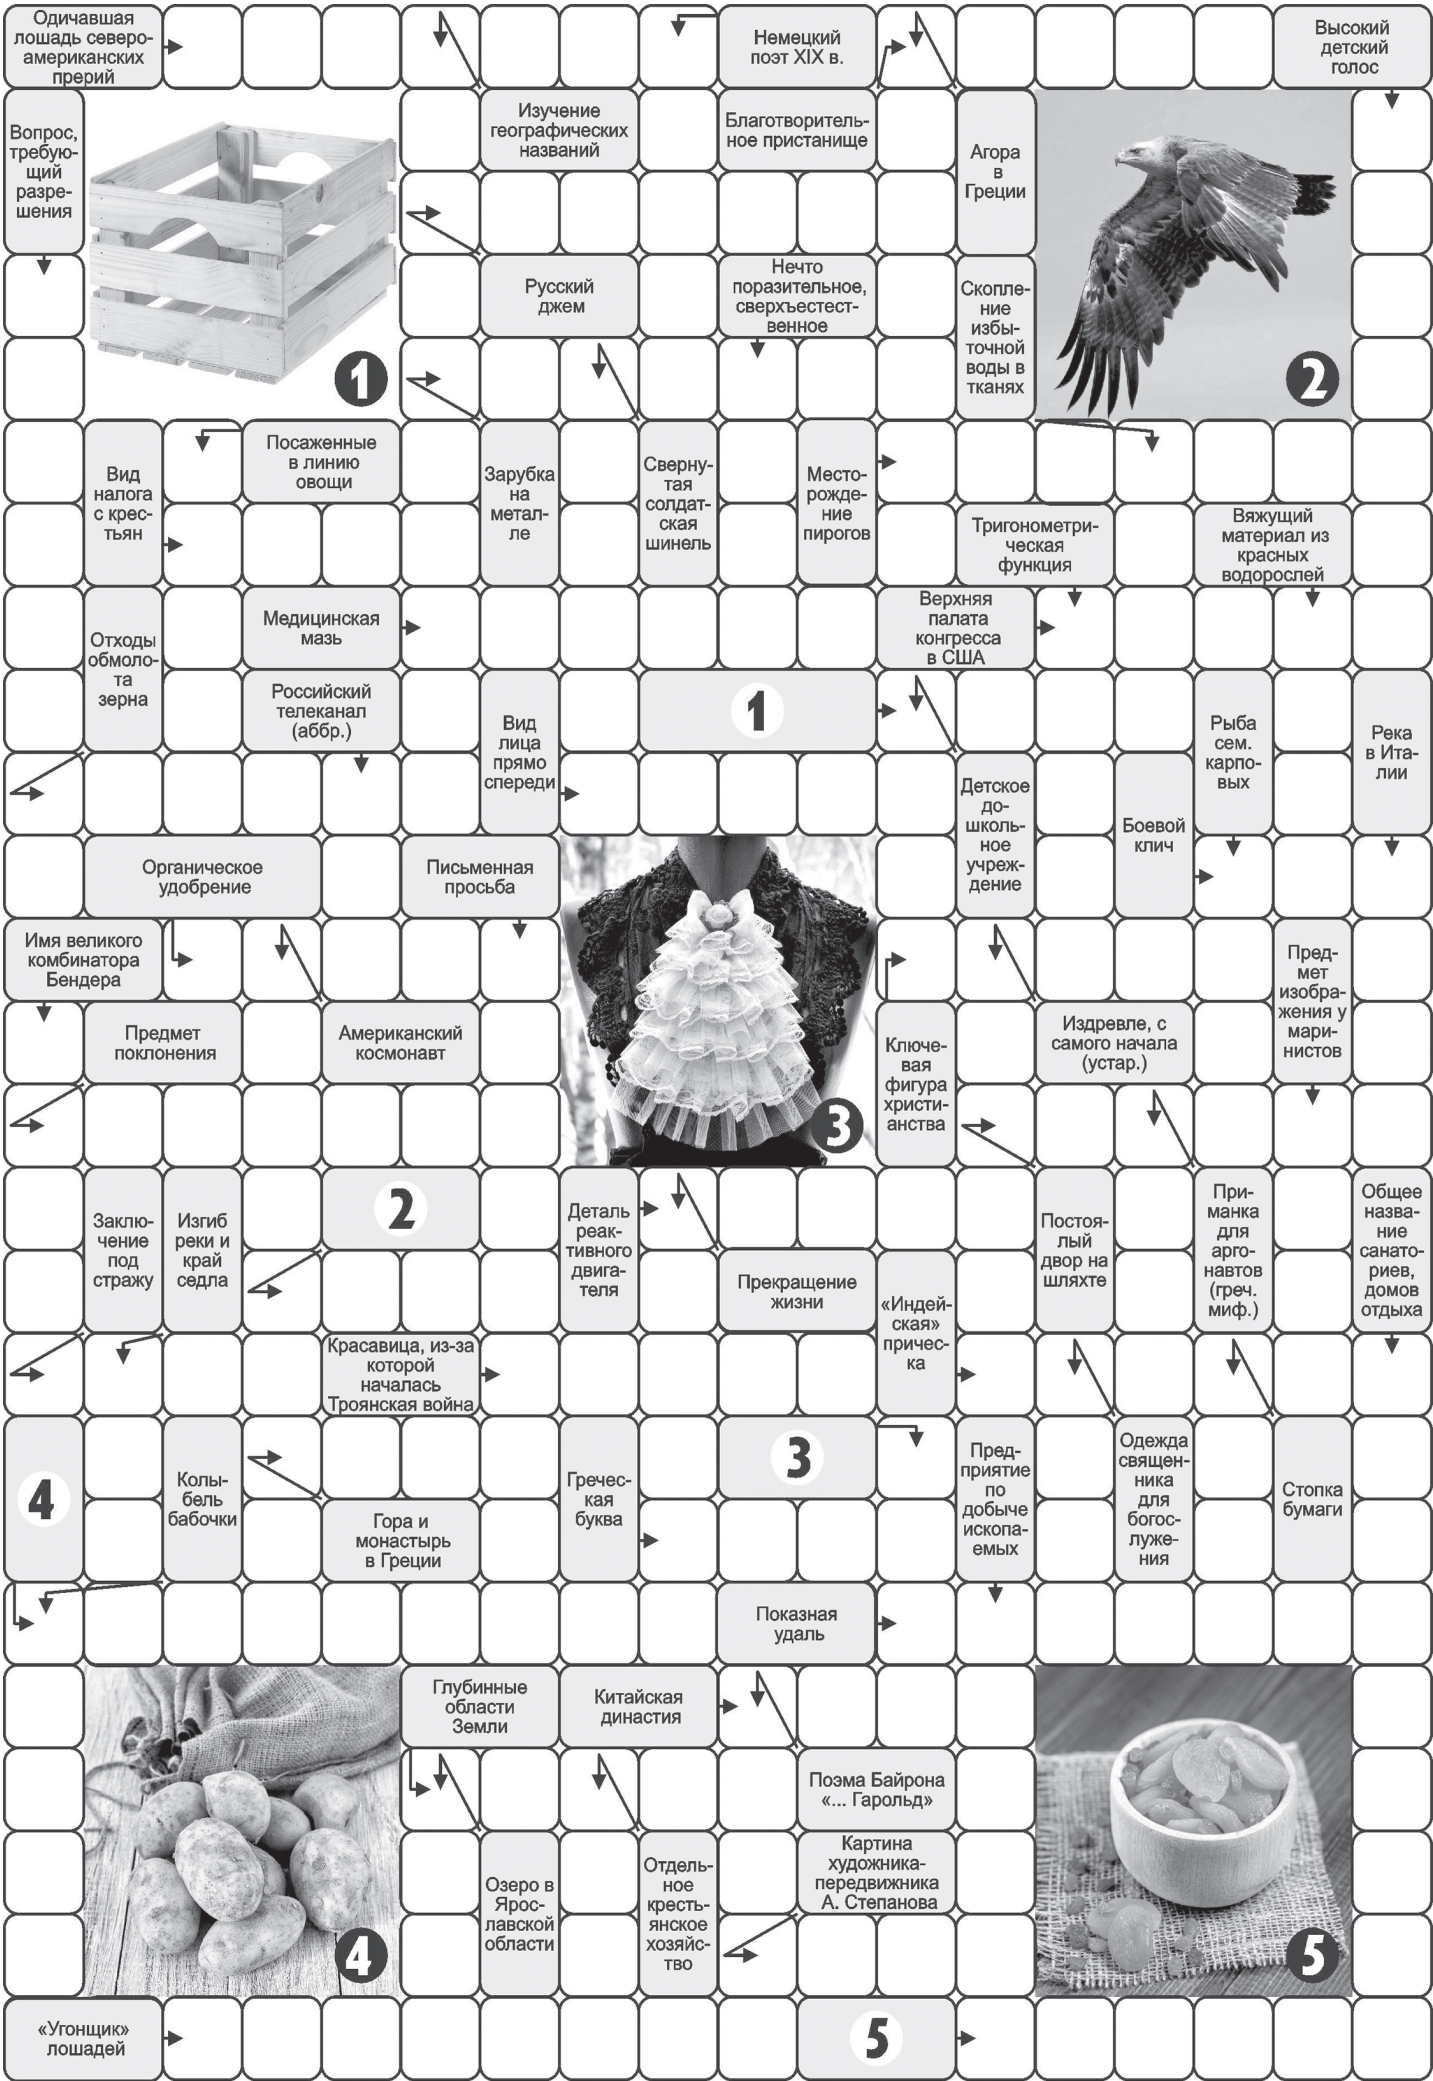 Одичавшая
лошадь северо-
американских
прерий
Немецкий
поэт XIX в.
Высокий
детский
голос
Вопрос,
требую-
щий
разре-
шения
Изучение
географических
названий
Благотворитель-
ное пристанище
Агора
в
Греции
Русский
джем
Нечто
поразительное,
сверхъестест-
венное
Скопле-
ние
избы-
точной
воды в
тканях
1
2
Вид
налога
с крес-
тьян
Посаженные
в линию
овощи
Зарубка
на
метал-
ле
Сверну-
тая
солдат-
ская
шинель
Место-
рожде-
ние
пирогов
Тригонометри-
ческая
функция
Вяжущий
материал из
красных
водорослей
Отходы
обмоло-
та
зерна
Медицинская
мазь
Верхняя
палата
конгресса
в США
Российский
телеканал
(аббр.)
Вид
лица
прямо
спереди
1
Рыба
сем.
карпо-
вых
Река
в Ита-
лии
Детское
до-
школь-
ное
учреж-
дение
Боевой
клич
Органическое
удобрение
Письменная
просьба
Имя великого
комбинатора
Бендера
Пред-
мет
изобра-
жения у
мари-
нистов
Предмет
поклонения
Американский
космонавт
3
Ключе-
вая
фигура
христи-
анства
Издревле, с
самого начала
(устар.)
Заклю-
чение
под
стражу
Изгиб
реки и
край
седла
2
Деталь
реак-
тивного
двига-
теля
Прекращение
жизни
«Индей-
ская»
причес-
ка
Постоя-
лый
двор на
шляхте
При-
манка
для
арго-
навтов
(греч.
миф.)
Общее
назва-
ние
санато-
риев,
домов
отдыха
Красавица, из-за
которой
началась
Троянская война
4
Колы-
бель
бабочки
Гречес-
кая
буква
3
Пред-
приятие
по
добыче
ископа-
емых
Одежда
священ-
ника
для
богос-
луже-
ния
Стопка
бумаги
Гора и
монастырь
в Греции
Показная
удаль
Глубинные
области
Земли
Китайская
династия
Поэма Байрона
«... Гарольд»
Озеро в
Ярос-
лавской
области
Отдель-
ное
кресть-
янское
хозяйс-
тво
Картина
художника-
передвижника
А. Степанова
4
5
«Угонщик»
лошадей
5